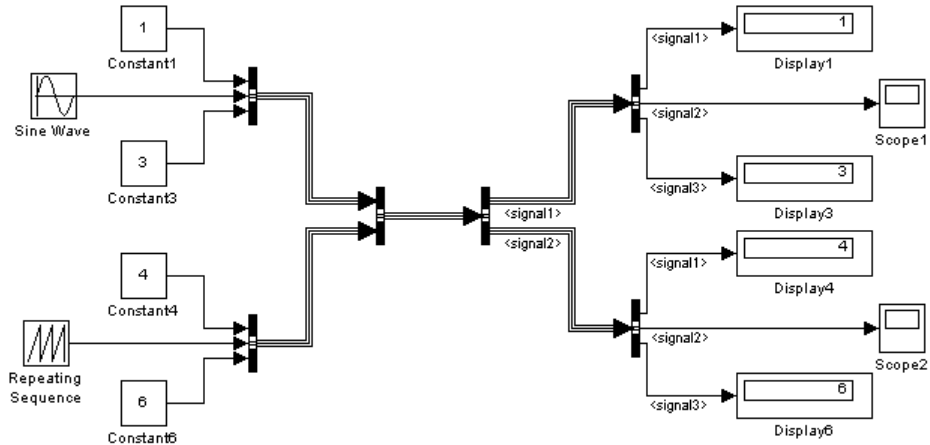 1
Constant1
Sine Wave
3
Constant3
4
Constant4
Repeating
Sequence
6
Constant6
<signal1>
<signal2>
<signal1>
1
Display1
<signal2>
Scope1
<signal3>
3
Display3
<signal1>
4
Display4
<signal2>
Scope2
<signal3>
6
Display6